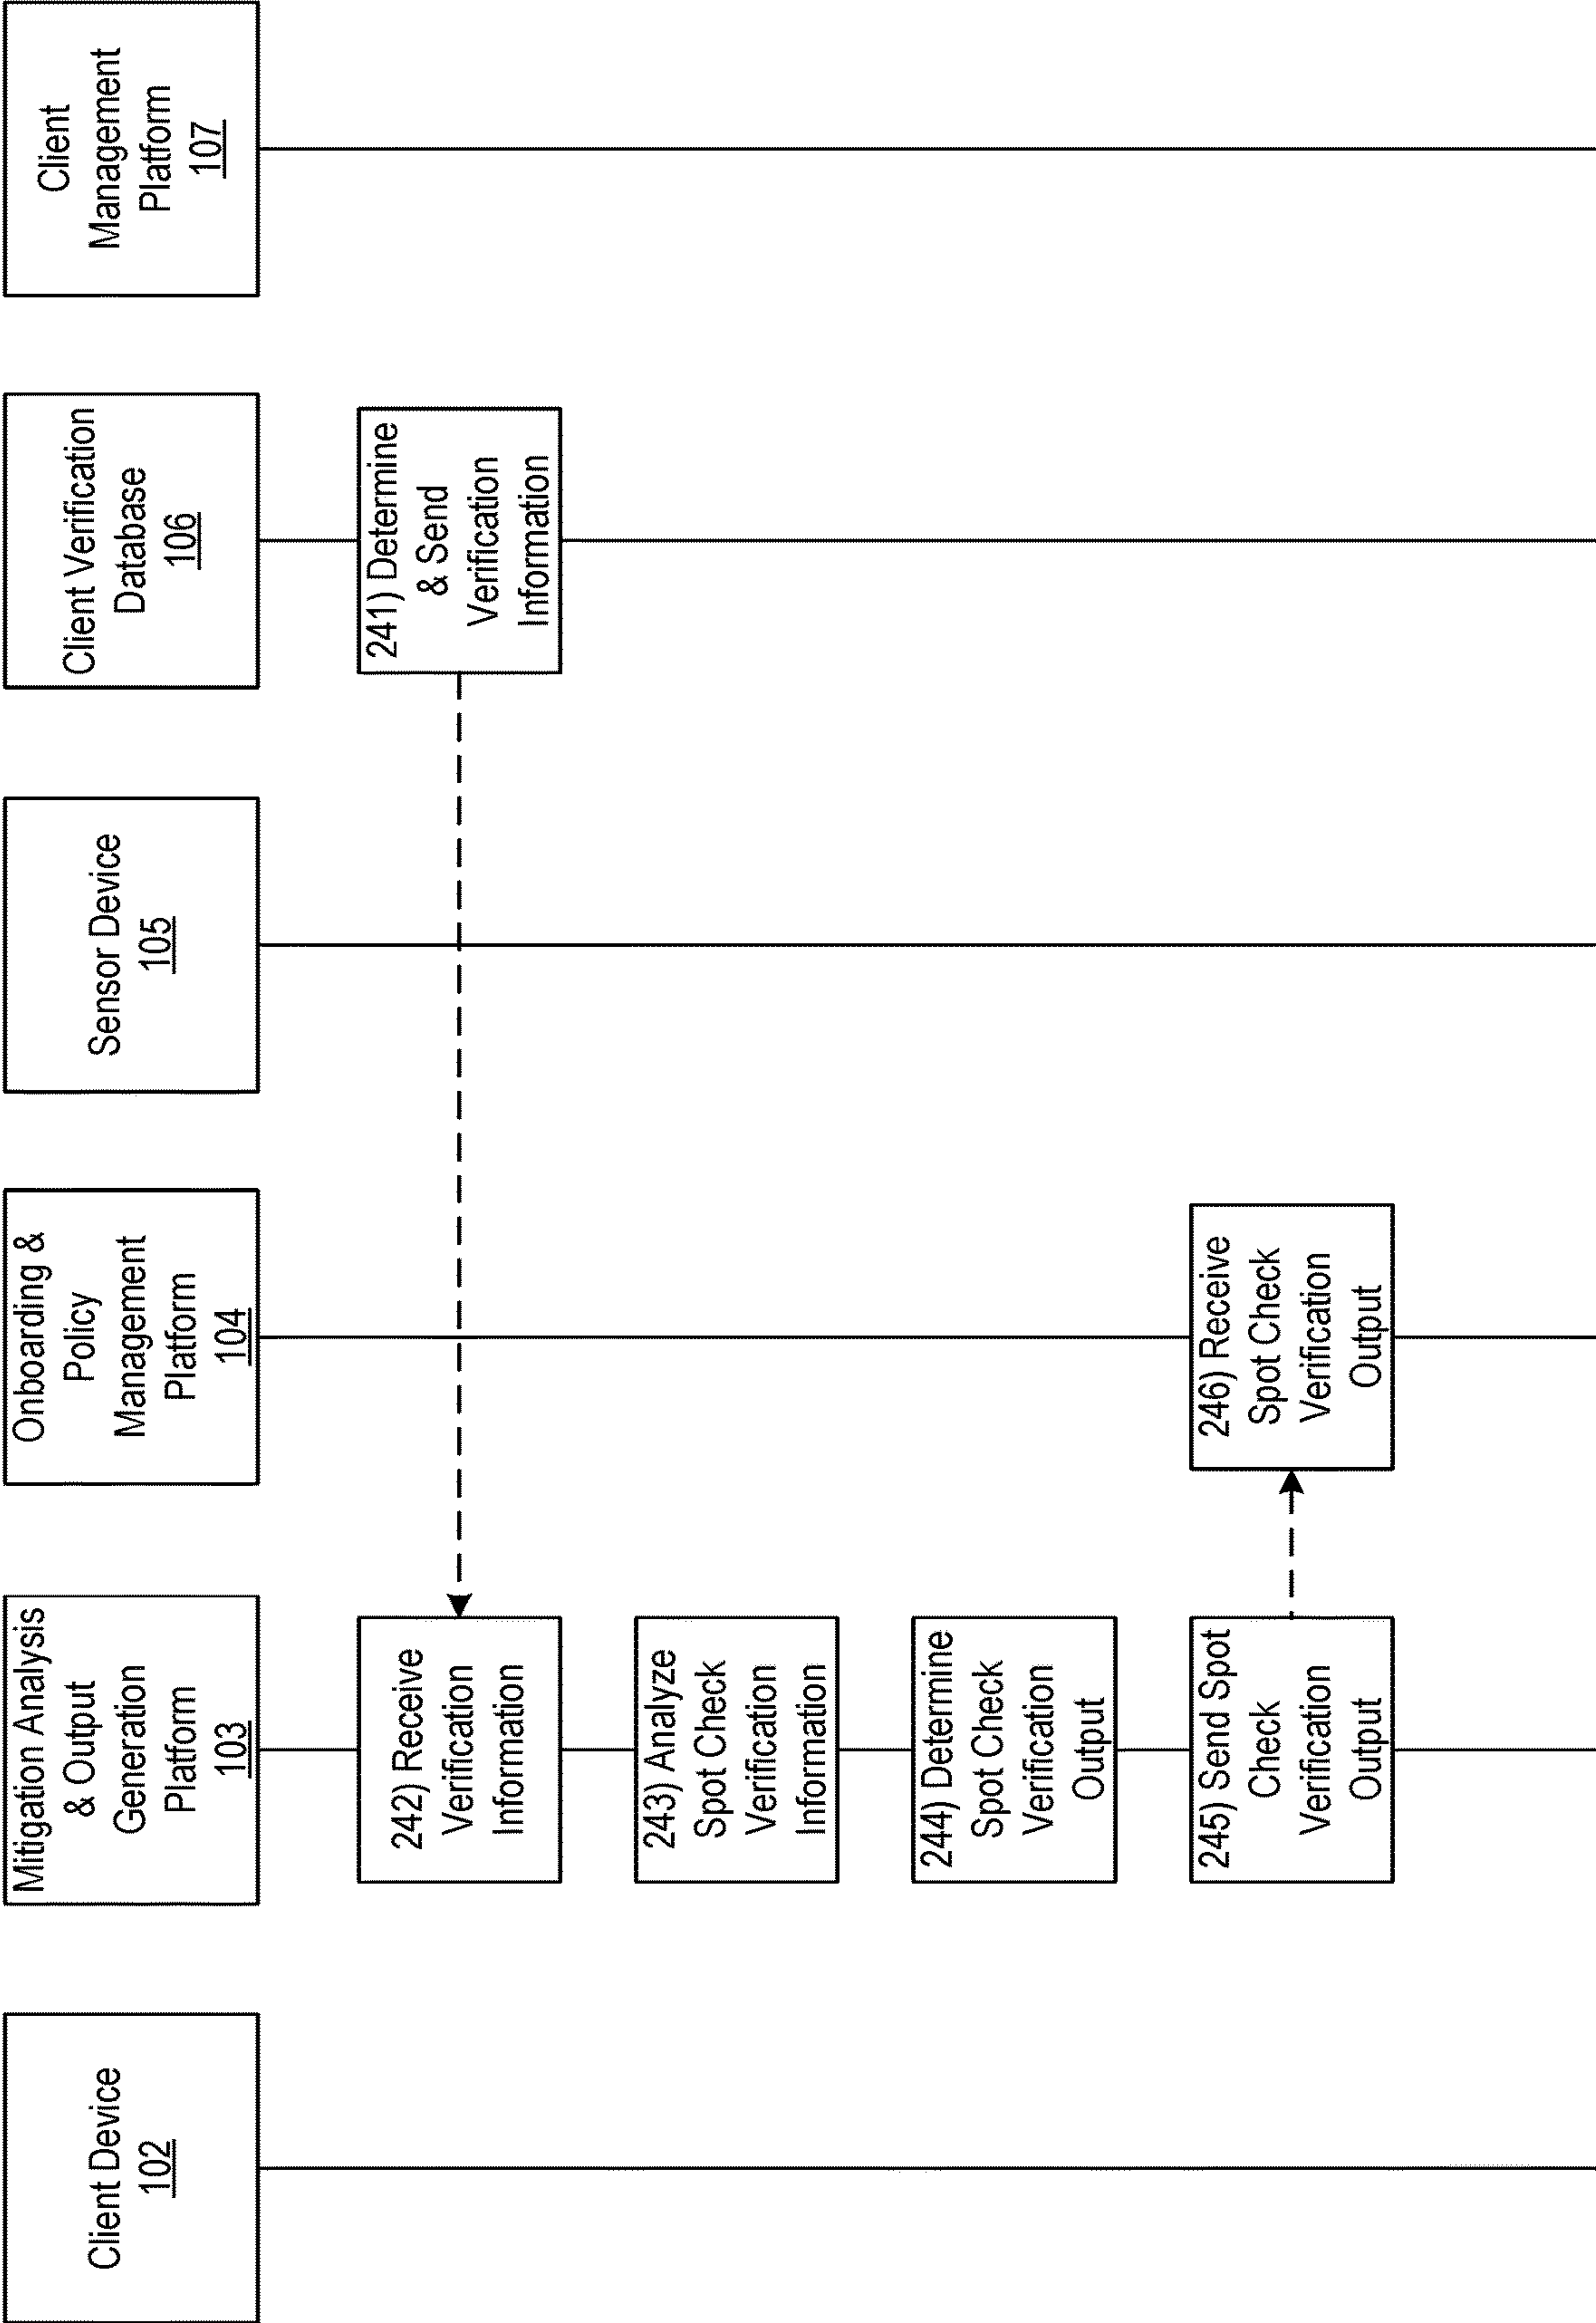 Client Device
102
Mitigation Analysis
& Output
Generation
Platform
103
Onboarding &
Policy
Management
Platform
104
Sensor Device
105
Client Verification
Database
106
Client
Management
Platform
107
241) Determine
& Send
Verification
Information
242) Receive
Verification
Information
243) Analyze
Spot Check
Verification
Information
244) Determine
Spot Check
Verification
Output
245) Send Spot
Check
Verification
Output
246) Receive
Spot Check
Verification
Output